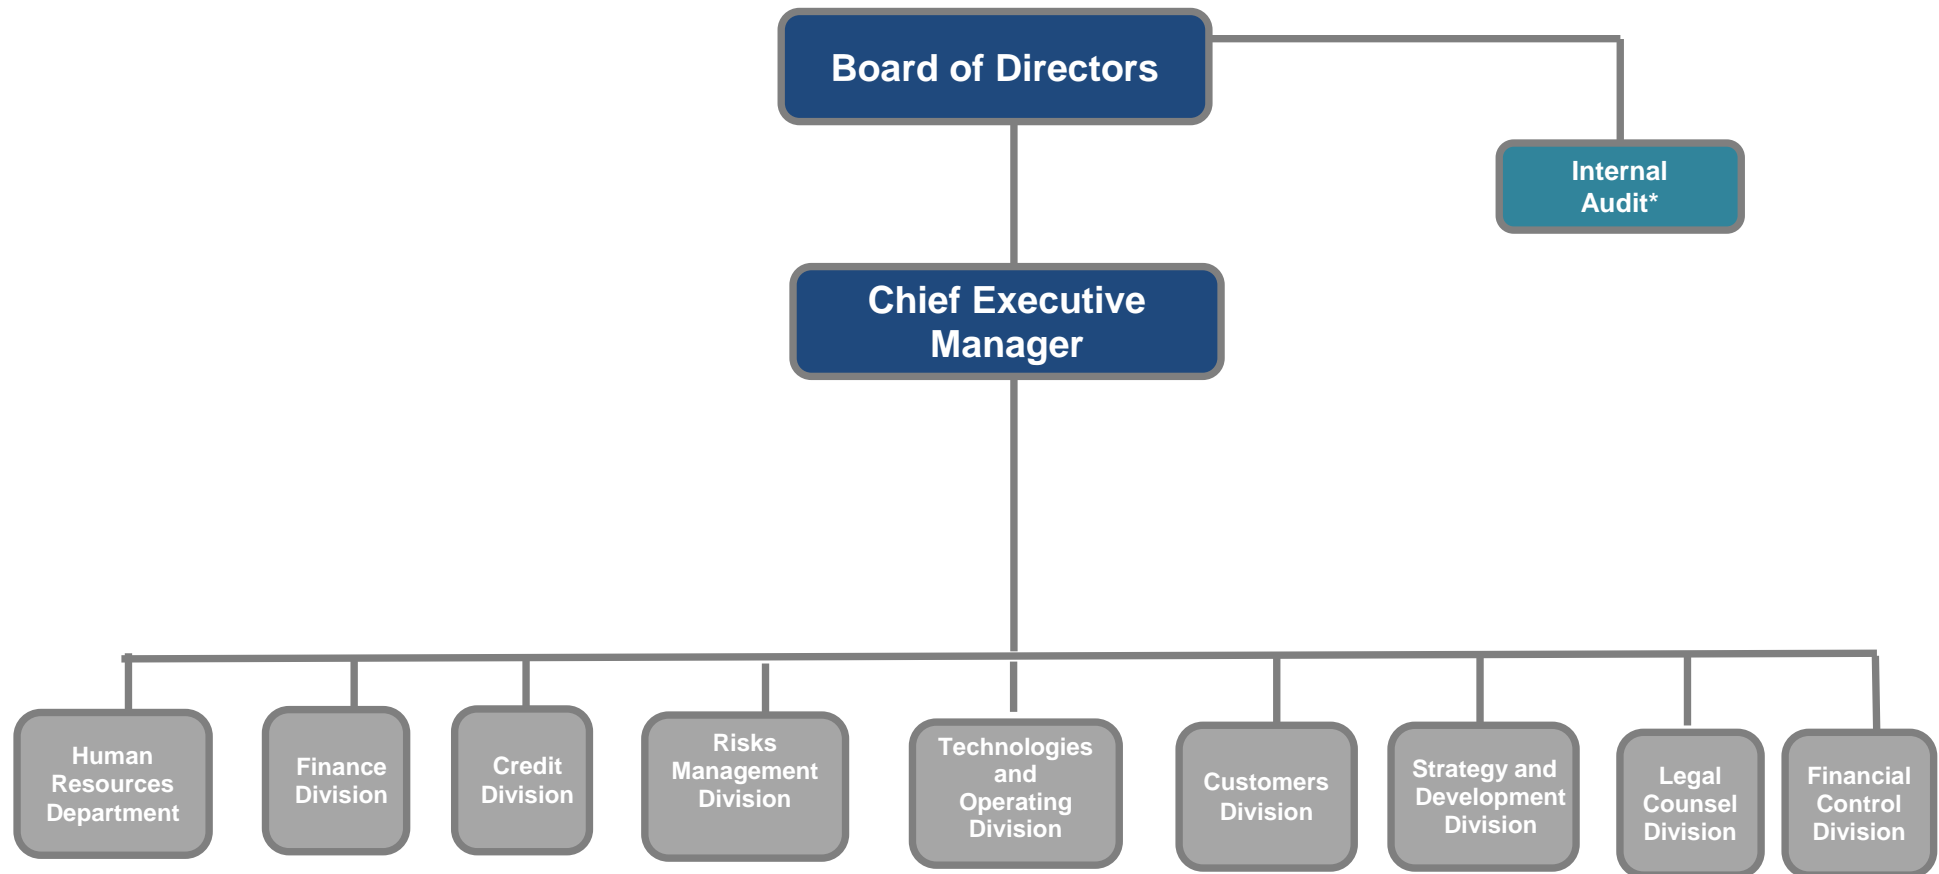 Board of Directors
Internal
Audit*
Chief Executive
Manager
Human
Resources
Department
Finance
Division
Credit
Division
Risks
Management
Division
Technologies
and
Operating
Division
Customers
Division
Strategy and
Development
Division
Legal
Counsel
Division
Financial
Control
Division